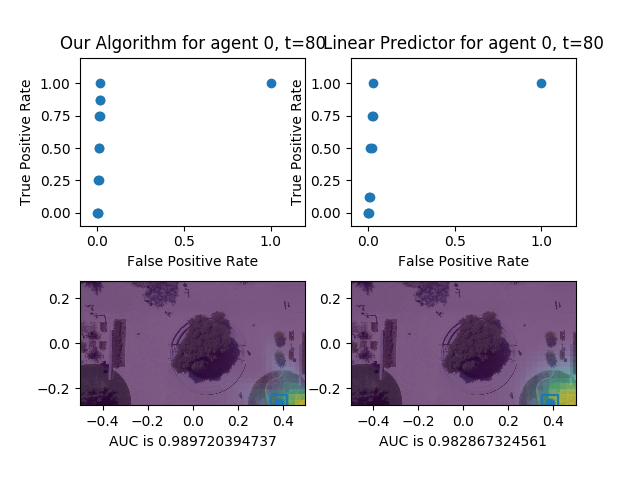 Our Algorithm for agent 0, t=80
Linear Predictor for agent 0, t=80
True Positive Rate
1.00
0.75
0.50
0.25
0.00
0.0 0.5 1.0
False Positive Rate
True Positive Rate
1.00
0.75
0.50
0.25
0.00
0.0 0.5 1.0
False Positive Rate
0.2
0.0
−0.2
−0.4 −0.2 0.0 0.2 0.4
AUC is 0.989720394737
0.2
0.0
−0.2
−0.4 −0.2 0.0 0.2 0.4
AUC is 0.982867324561